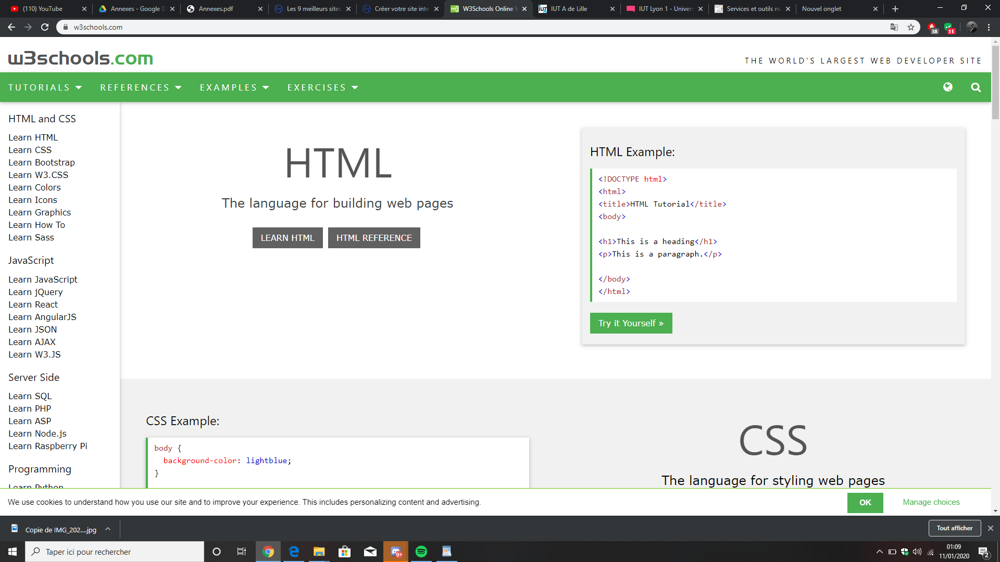 (110) YouTube
Annexes - Google D
Annexes.pdf
Les 9 meilleurs sites
Créer votre site inte
W3Schools Online W
IUT A de Lille
IUT Lyon 1 - Univers
Services et outils nu
Nouvel onglet
w3schools.com
38
11
w3schools.com
THE WORLD'S LARGEST WEB DEVELOPER SITE
TUTORIALS REFERENCES EXAMPLES EXERCISES
HTML and CSS
Learn HTML
Learn CSS
Learn Bootstrap
Learn W3.CSS
Learn Colors
Learn Icons
Learn Graphics
Learn How To
Learn Sass
JavaScript
Learn JavaScript
Learn jQuery
Learn React
Learn AngularJS
Learn JSON
Learn AJAX
Learn W3.JS
Server Side
Learn SQL
Learn PHP
Learn ASP
Learn Node.js
Learn Raspberry Pi
Programming
Learn Python
HTML
The language for building web pages
LEARN HTML HTML REFERENCE
HTML Example:
<!DOCTYPE html>
<html>
<title>HTML Tutorial</title>
<body>
<h1>This is a heading</h1>
<p>This is a paragraph.</p>
</body>
</html>
Try it Yourself »
CSS Example:
body {
background-color: lightblue;
}
CSS
The language for styling web pages
We use cookies to understand how you use our site and to improve your experience. This includes personalizing content and advertising.
OK
Manage choices
Copie de IMG_202....jpg
Tout afficher
Taper ici pour rechercher
9+
01:09
11/01/2020
2